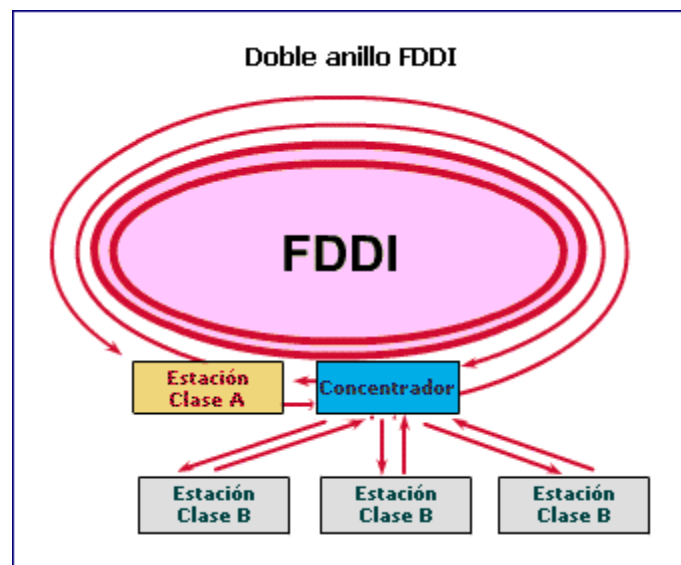 Doble anillo FDDI
FDDI
Estación
Clase A
Concentrador
Estación
Clase B
Estación
Clase B
Estación
Clase B